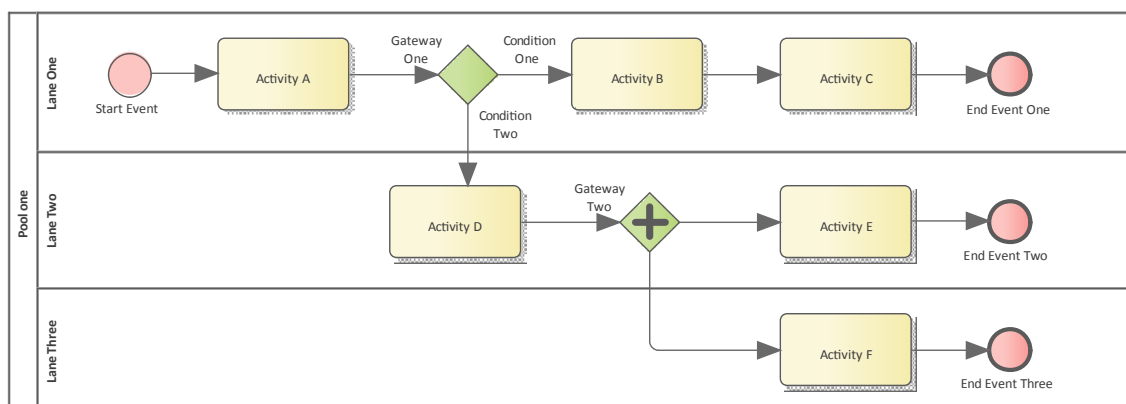 Pool one
Lane One
Start Event
Activity A
Gateway
One
Condition
One
Condition
Two
Activity B
Activity C
End Event One
Lane Two
Activity D
Gateway
Two
Activity E
End Event Two
Lane Three
Activity F
End Event Three